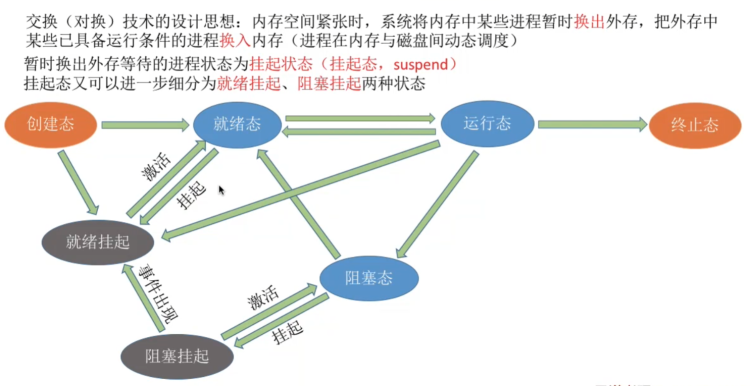 交换（对换）技术的设计思想：内存空间紧张时，系统将内存中某些进程暂时换出外存，把外存中
某些已具备运行条件的进程换入内存（进程在内存与磁盘间动态调度）
暂时换出外存等待的进程状态为挂起状态（挂起态，suspend）
挂起态又可以进一步细分为就绪挂起、阻塞挂起两种状态
创建态
就绪态
运行态
终止态
激活
挂起
就绪挂起
阻塞态
事件出现
激活
挂起
阻塞挂起